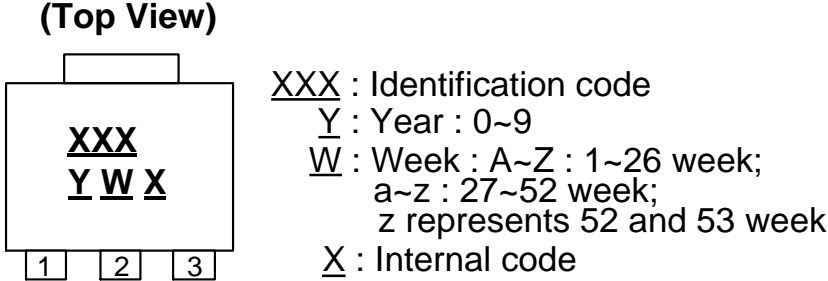 (Top View)
XXX
Y W X
1 2 3
XXX : Identification code
Y : Year : 0~9
W : Week : A~Z : 1~26 week;
a~z : 27~52 week;
z represents 52 and 53 week
X : Internal code